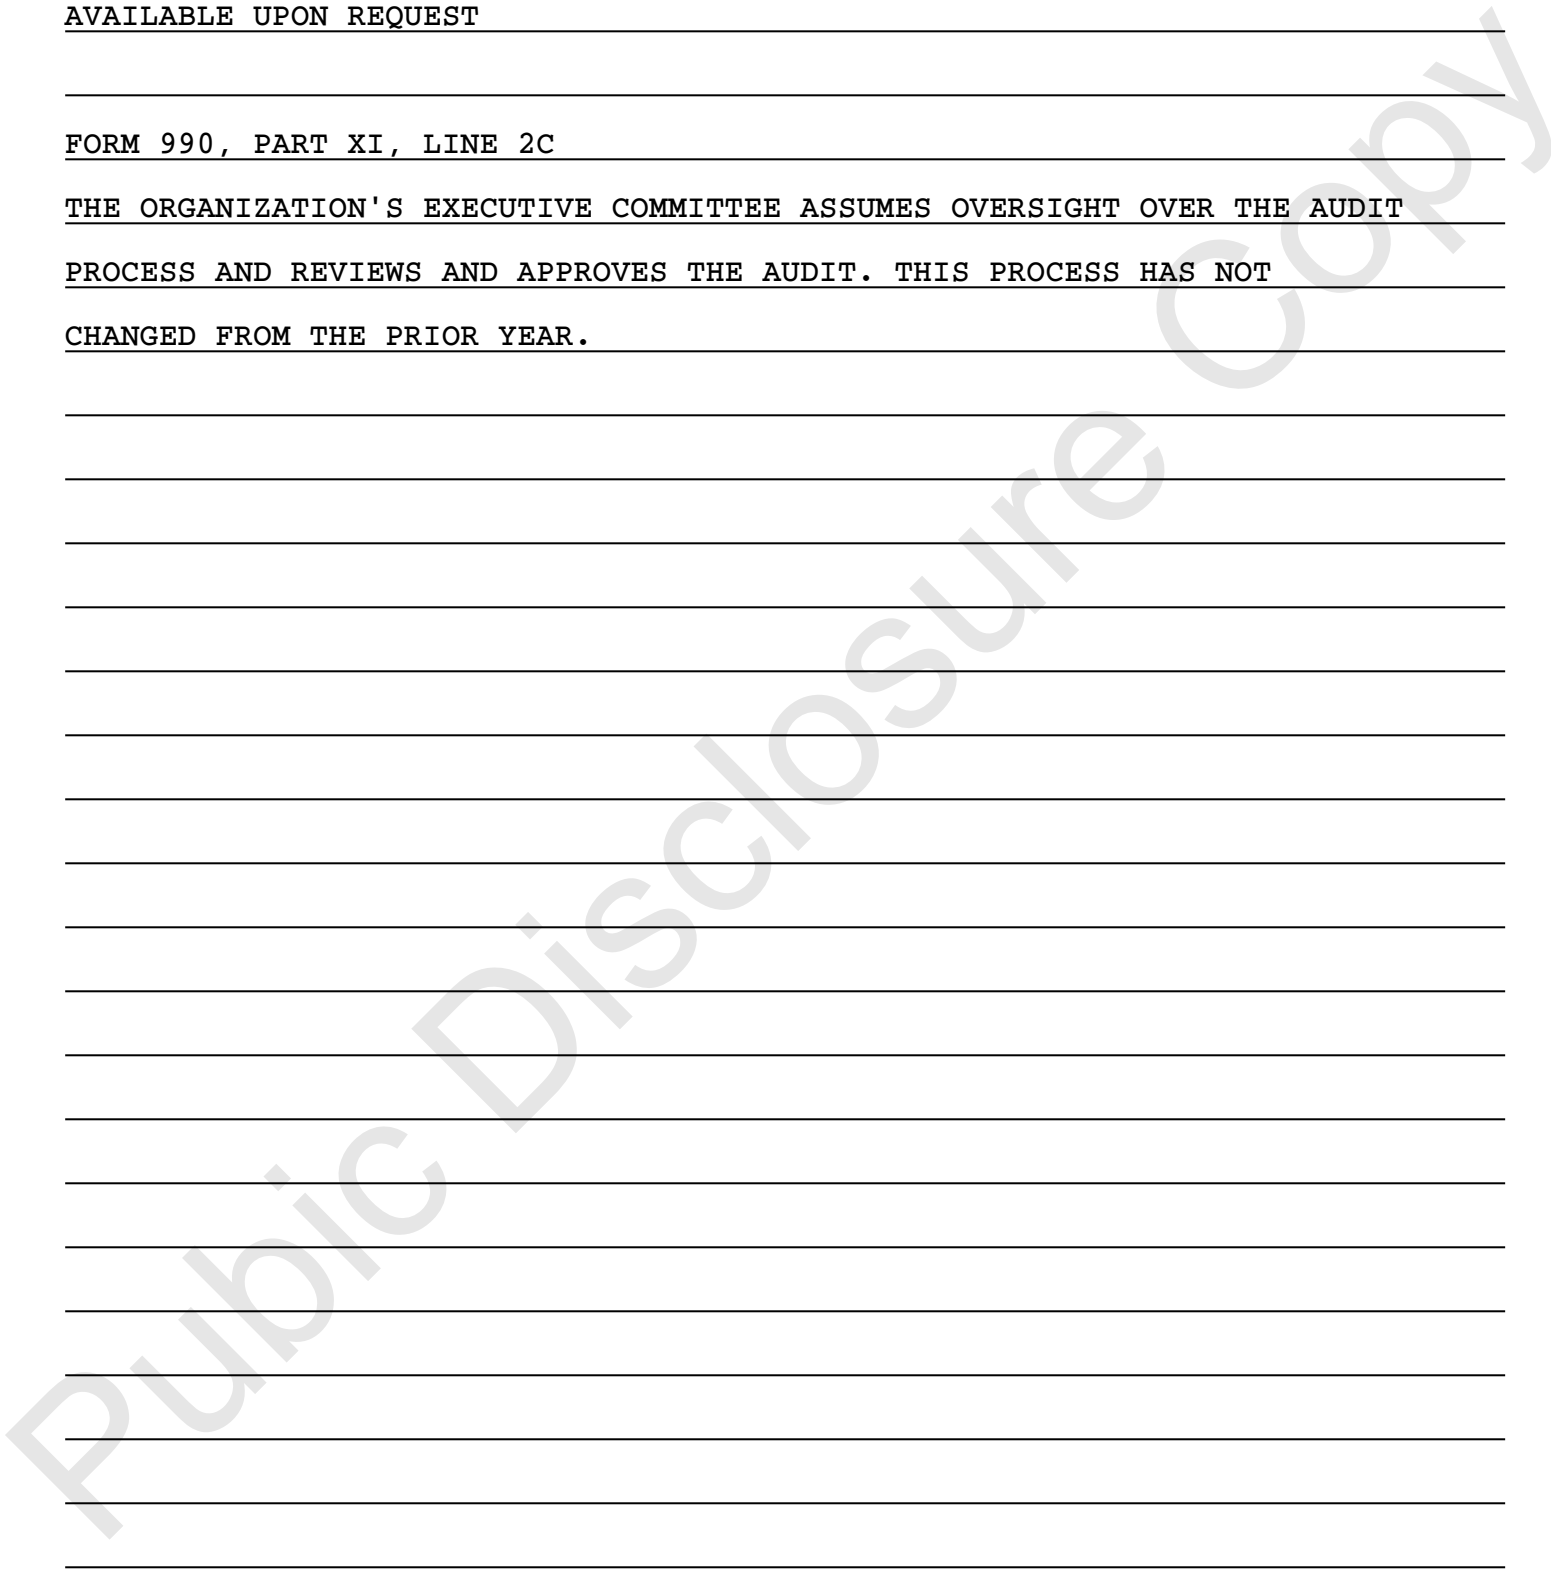 AVAILABLE UPON REQUEST
FORM 990, PART XI, LINE 2C
THE ORGANIZATION'S EXECUTIVE COMMITTEE ASSUMES OVERSIGHT OVER THE AUDIT
PROCESS AND REVIEWS AND APPROVES THE AUDIT. THIS PROCESS HAS NOT
CHANGED FROM THE PRIOR YEAR.
Pubic Disclosure Copy